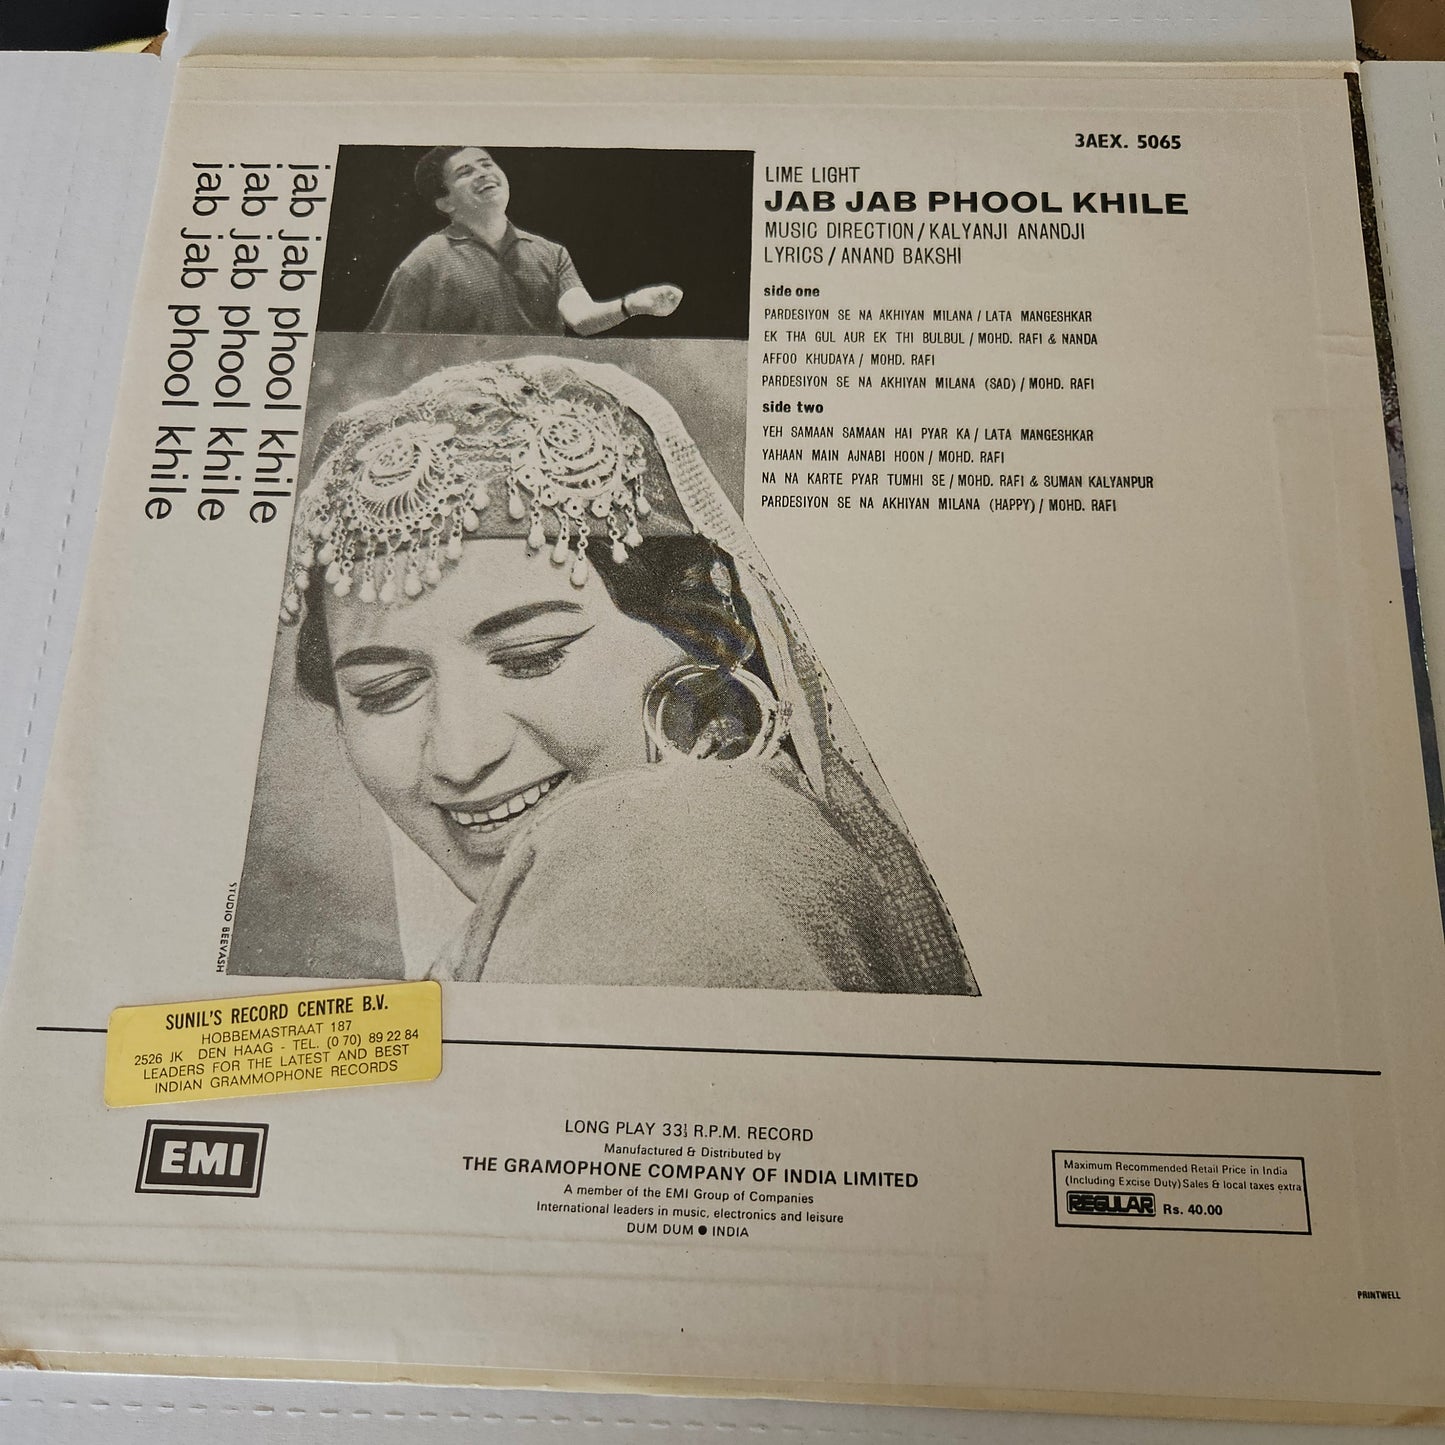 3AEX. 5065
jab jab phool khile
jab jab phool khile
jab jab phool khile
LIME LIGHT
JAB JAB PHOOL KHILE
MUSIC DIRECTION / KALYANJI ANANDJI
LYRICS / ANAND BAKSHI
side one
PARDESIYON SE NA AKHIYAN MILANA / LATA MANGESHKAR
EK THA GUL AUR EK THI BULBUL / MOHD. RAFI & NANDA
AFFOO KHUDAYA / MOHD. RAFI
PARDESIYON SE NA AKHIYAN MILANA (SAD) / MOHD. RAFI
side two
YEH SAMAAN SAMAAN HAI PYAR KA / LATA MANGESHKAR
YAHAAN MAIN AJNABI HOON / MOHD. RAFI
NA NA KARTE PYAR TUMHI SE / MOHD. RAFI & SUMAN KALYANPUR
PARDESIYON SE NA AKHIYAN MILANA (HAPPY) / MOHD. RAFI
STUDIO BEEYASH
SUNIL'S RECORD CENTRE B.V.
HOBBEMASTRAAT 187
2526 JK DEN HAAG - TEL. (0 70) 89 22 84
LEADERS FOR THE LATEST AND BEST
INDIAN GRAMMOPHONE RECORDS
EMI
LONG PLAY 33⅓ R.P.M. RECORD
Manufactured & Distributed by
THE GRAMOPHONE COMPANY OF INDIA LIMITED
A member of the EMI Group of Companies
International leaders in music, electronics and leisure
DUM DUM ● INDIA
Maximum Recommended Retail Price in India
(Including Excise Duty) Sales & local taxes extra
REGULAR Rs. 40.00
PRINTWELL